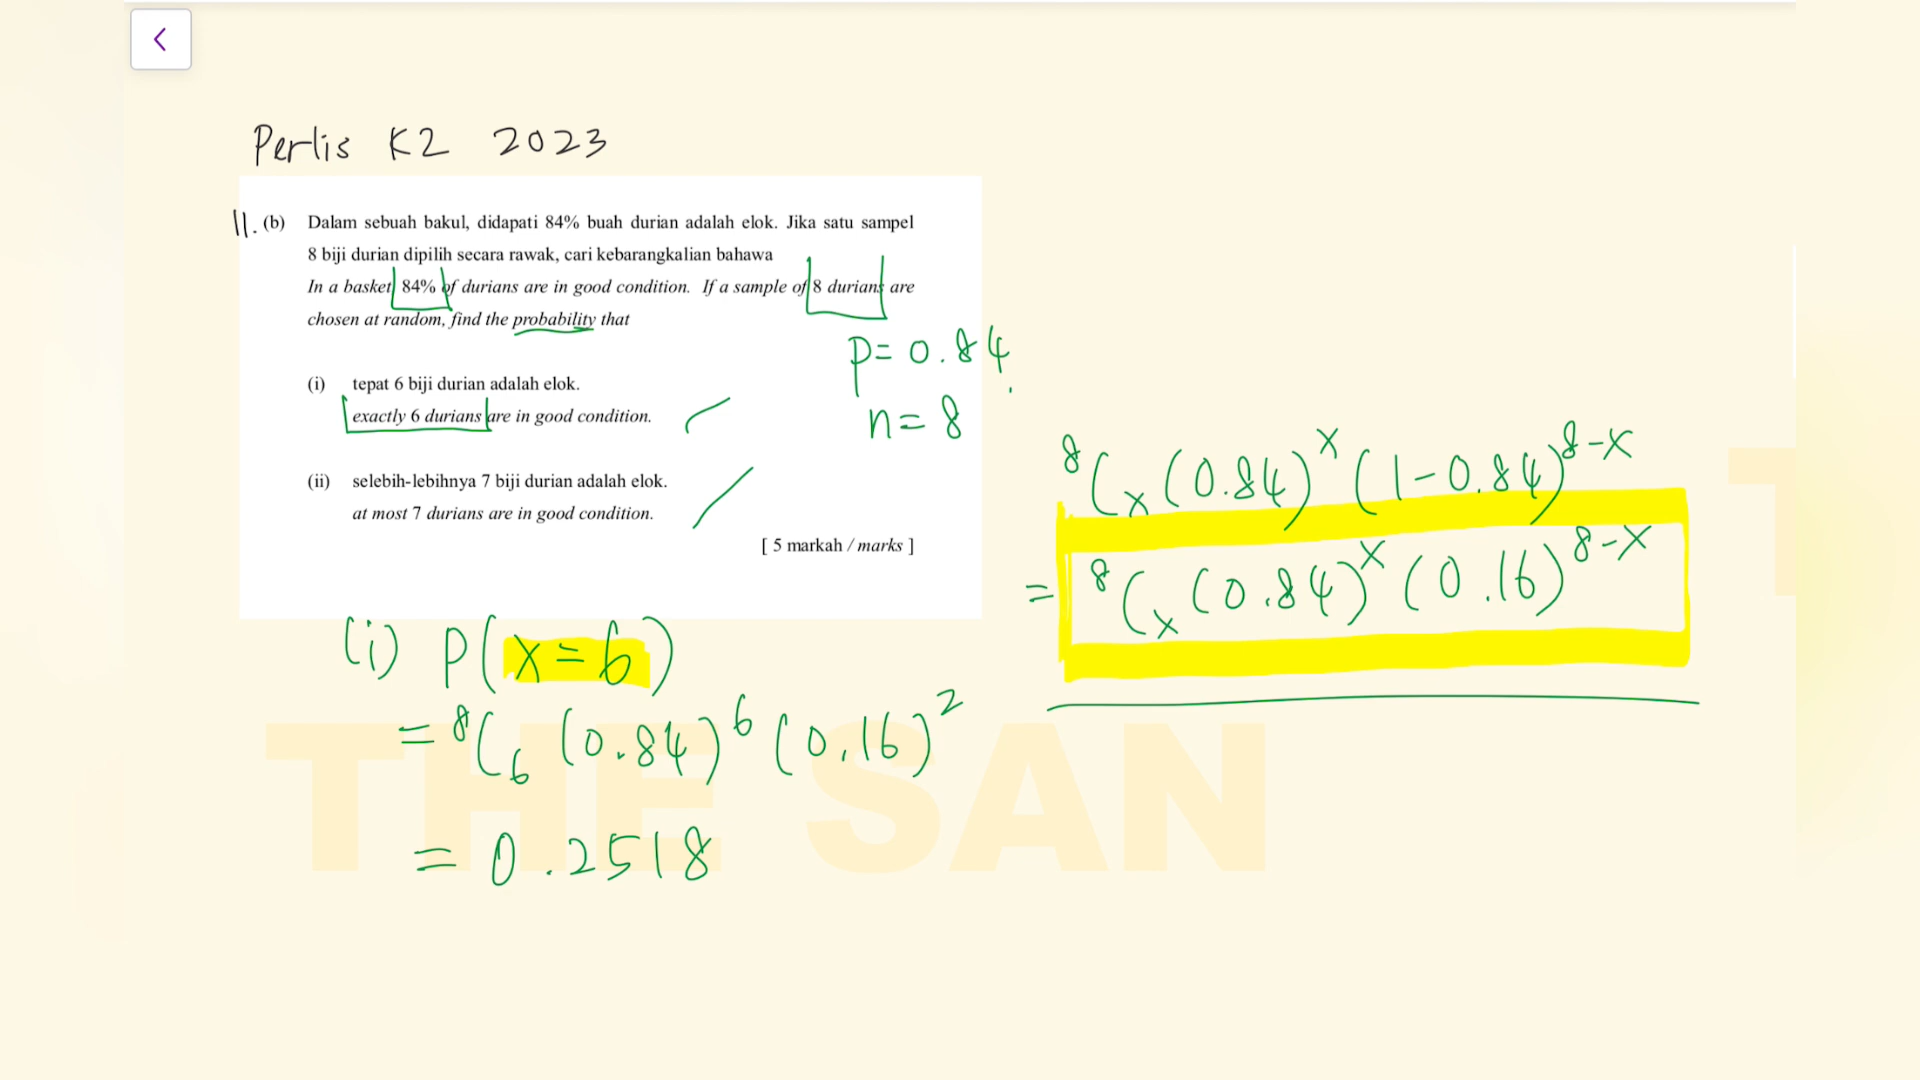 Perlis K2 2023
11. (b) Dalam sebuah bakul, didapati 84% buah durian adalah elok. Jika satu sampel
8 biji durian dipilih secara rawak, cari kebarangkalian bahawa
In a basket 84% of durians are in good condition. If a sample of 8 durians are
chosen at random, find the probability that
p = 0.84
(i) tepat 6 biji durian adalah elok.
exactly 6 durians are in good condition.
n = 8
(ii) selebih-lebihnya 7 biji durian adalah elok.
at most 7 durians are in good condition.
[ 5 markah / marks ]
⁸Cₓ (0.84)^x (1-0.84)^8-x
= ⁸Cₓ (0.84)^x (0.16)^8-x
(i) P(x = 6)
= ⁸C₆ (0.84)⁶ (0.16)²
= 0.2518
THE SAN